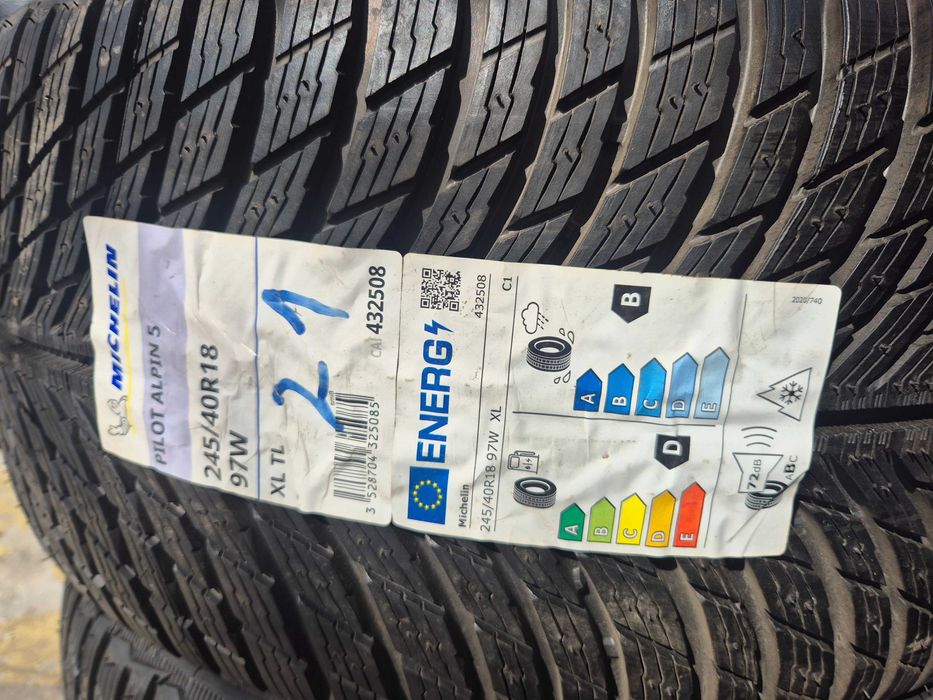 MICHELIN
PILOT ALPIN 5
245/40R18
97W
XL TL
21
3 528704 325085
CAI 432508
ENERG
432508
Michelin
245/40R18 97W XL
C1
B
A
B
C
D
E
D
A
B
C
D
E
72dB
ABC
2020/740